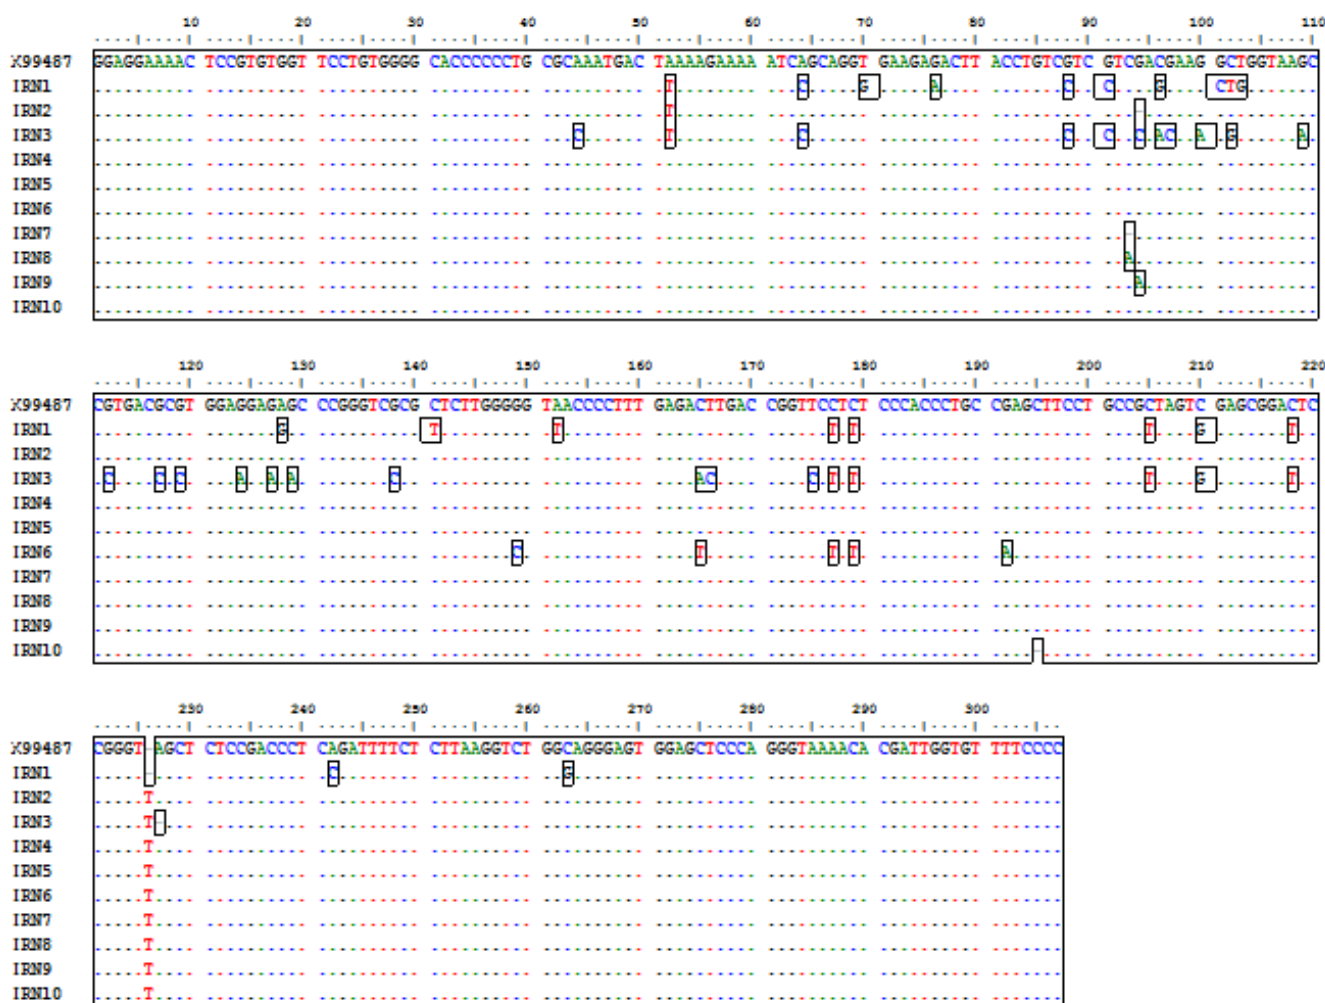 10 20 30 40 50 60 70 80 90 100 110
X99487 GGAGGAAAAC TCCGTGTGGT TCCTGTGGGG CACCCCCCTG CGCAAATGAC TAAAAGAAAA ATCAGCAGGT GAAGAGACTT ACCTGTCGTC GTCGACGAAG GCTGGTAAGC
IRN1 .......... .......... .......... .......... .......... .T........ ...C.....G .....A.... .......C.. C....G.... CTG.......
IRN2 .......... .......... .......... .......... .......... .T........ .......... .......... .......... ...-...... ..........
IRN3 .......... .......... .......... .......... ...C...... .T........ ...C...... .......... .......C.. C..C.AC..A .G......A.
IRN4 .......... .......... .......... .......... .......... .......... .......... .......... .......... .......... ..........
IRN5 .......... .......... .......... .......... .......... .......... .......... .......... .......... .......... ..........
IRN6 .......... .......... .......... .......... .......... .......... .......... .......... .......... .......... ..........
IRN7 .......... .......... .......... .......... .......... .......... .......... .......... .......... ..-....... ..........
IRN8 .......... .......... .......... .......... .......... .......... .......... .......... .......... ..A....... ..........
IRN9 .......... .......... .......... .......... .......... .......... .......... .......... .......... ...A...... ..........
IRN10 .......... .......... .......... .......... .......... .......... .......... .......... .......... .......... ..........
120 130 140 150 160 170 180 190 200 210 220
X99487 CGTGACGCGT GGAGGAGAGC CCGGGTCGCG CTCTTGGGGG TAACCCCTTT GAGACTTGAC CGGTTCCTCT CCCACCCTGC CGAGCTTCCT GCCGCTAGTC GAGCGGACTC
IRN1 .......... .......G.. .......... T......... .T........ .......... ......T.T. .......... .......... ....T....G .......T..
IRN2 .......... .......... .......... .......... .......... .......... .......... .......... .......... .......... ..........
IRN3 .C....C.C. ...A..A.A. .......C.. .......... .......... ....AC.... ....C.T.T. .......... .......... ....T....G .......T..
IRN4 .......... .......... .......... .......... .......... .......... .......... .......... .......... .......... ..........
IRN5 .......... .......... .......... .......... .......... .......... .......... .......... .......... .......... ..........
IRN6 .......... .......... .......... ........C. .......... ....T..... ......T.T. .......... .A........ .......... ..........
IRN7 .......... .......... .......... .......... .......... .......... .......... .......... .......... .......... ..........
IRN8 .......... .......... .......... .......... .......... .......... .......... .......... .......... .......... ..........
IRN9 .......... .......... .......... .......... .......... .......... .......... .......... .......... .......... ..........
IRN10 .......... .......... .......... .......... .......... .......... .......... .......... ....-..... .......... ..........
230 240 250 260 270 280 290 300
X99487 CGGGT-AGCT CTCCGACCCT CAGATTTTCT CTTAAGGTCT GGCAGGGAGT GGAGCTCCCA GGGTAAAACA CGATTGGTGT TTTCCCC
IRN1 .....-.... .......... .C........ .......... ..G....... .......... .......... .......... .......
IRN2 .....T.... .......... .......... .......... .......... .......... .......... .......... .......
IRN3 .....T-... .......... .......... .......... .......... .......... .......... .......... .......
IRN4 .....T.... .......... .......... .......... .......... .......... .......... .......... .......
IRN5 .....T.... .......... .......... .......... .......... .......... .......... .......... .......
IRN6 .....T.... .......... .......... .......... .......... .......... .......... .......... .......
IRN7 .....T.... .......... .......... .......... .......... .......... .......... .......... .......
IRN8 .....T.... .......... .......... .......... .......... .......... .......... .......... .......
IRN9 .....T.... .......... .......... .......... .......... .......... .......... .......... .......
IRN10 .....T.... .......... .......... .......... .......... .......... .......... .......... .......